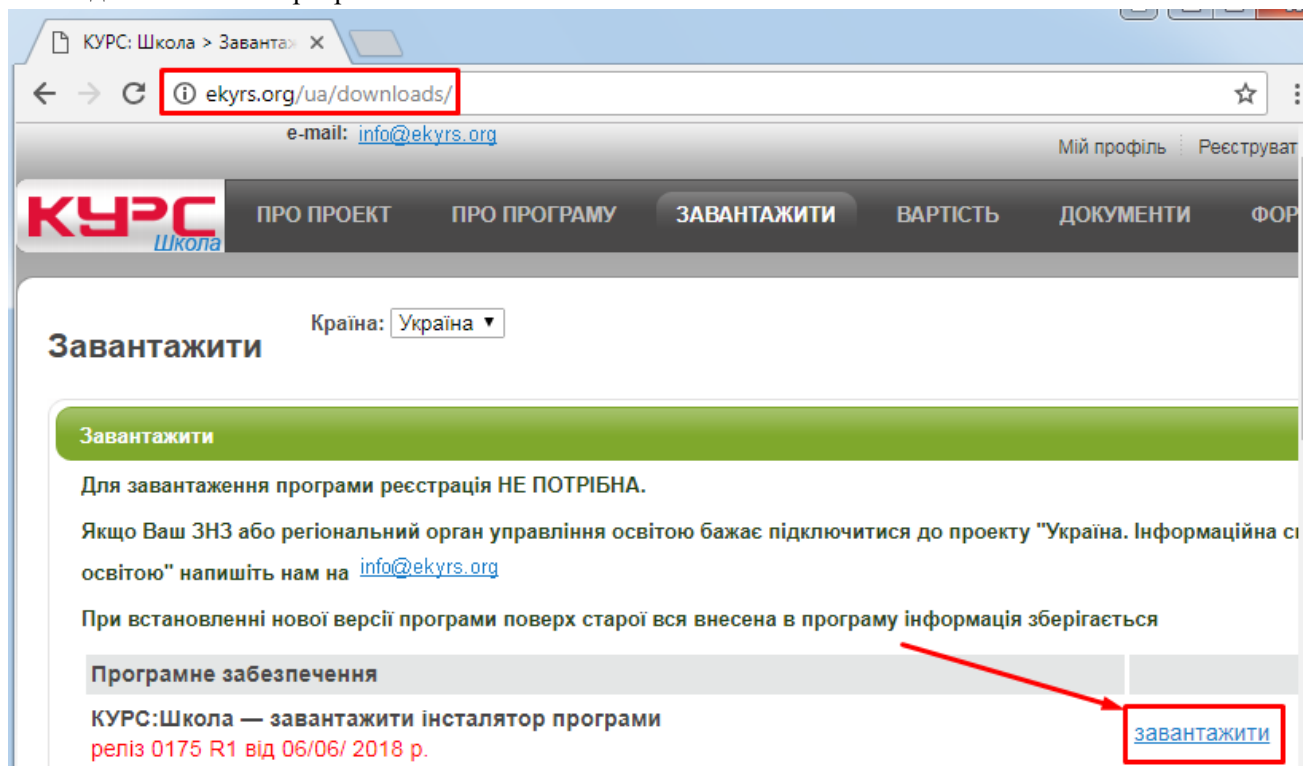 КУРС: Школа > Заванта
ekyrs.org/ua/downloads/
e-mail: info@ekyrs.org
Мій профіль Реєструват
КУРС Школа
ПРО ПРОЕКТ ПРО ПРОГРАМУ ЗАВАНТАЖИТИ ВАРТІСТЬ ДОКУМЕНТИ ФОР
Країна: Україна
Завантажити
Завантажити
Для завантаження програми реєстрація НЕ ПОТРІБНА.
Якщо Ваш ЗНЗ або регіональний орган управління освітою бажає підключитися до проекту "Україна. Інформаційна с
освітою" напишіть нам на info@ekyrs.org
При встановленні нової версії програми поверх старої вся внесена в програму інформація зберігається
Програмне забезпечення
КУРС:Школа — завантажити інсталятор програми
завантажити
реліз 0175 R1 від 06/06/ 2018 р.